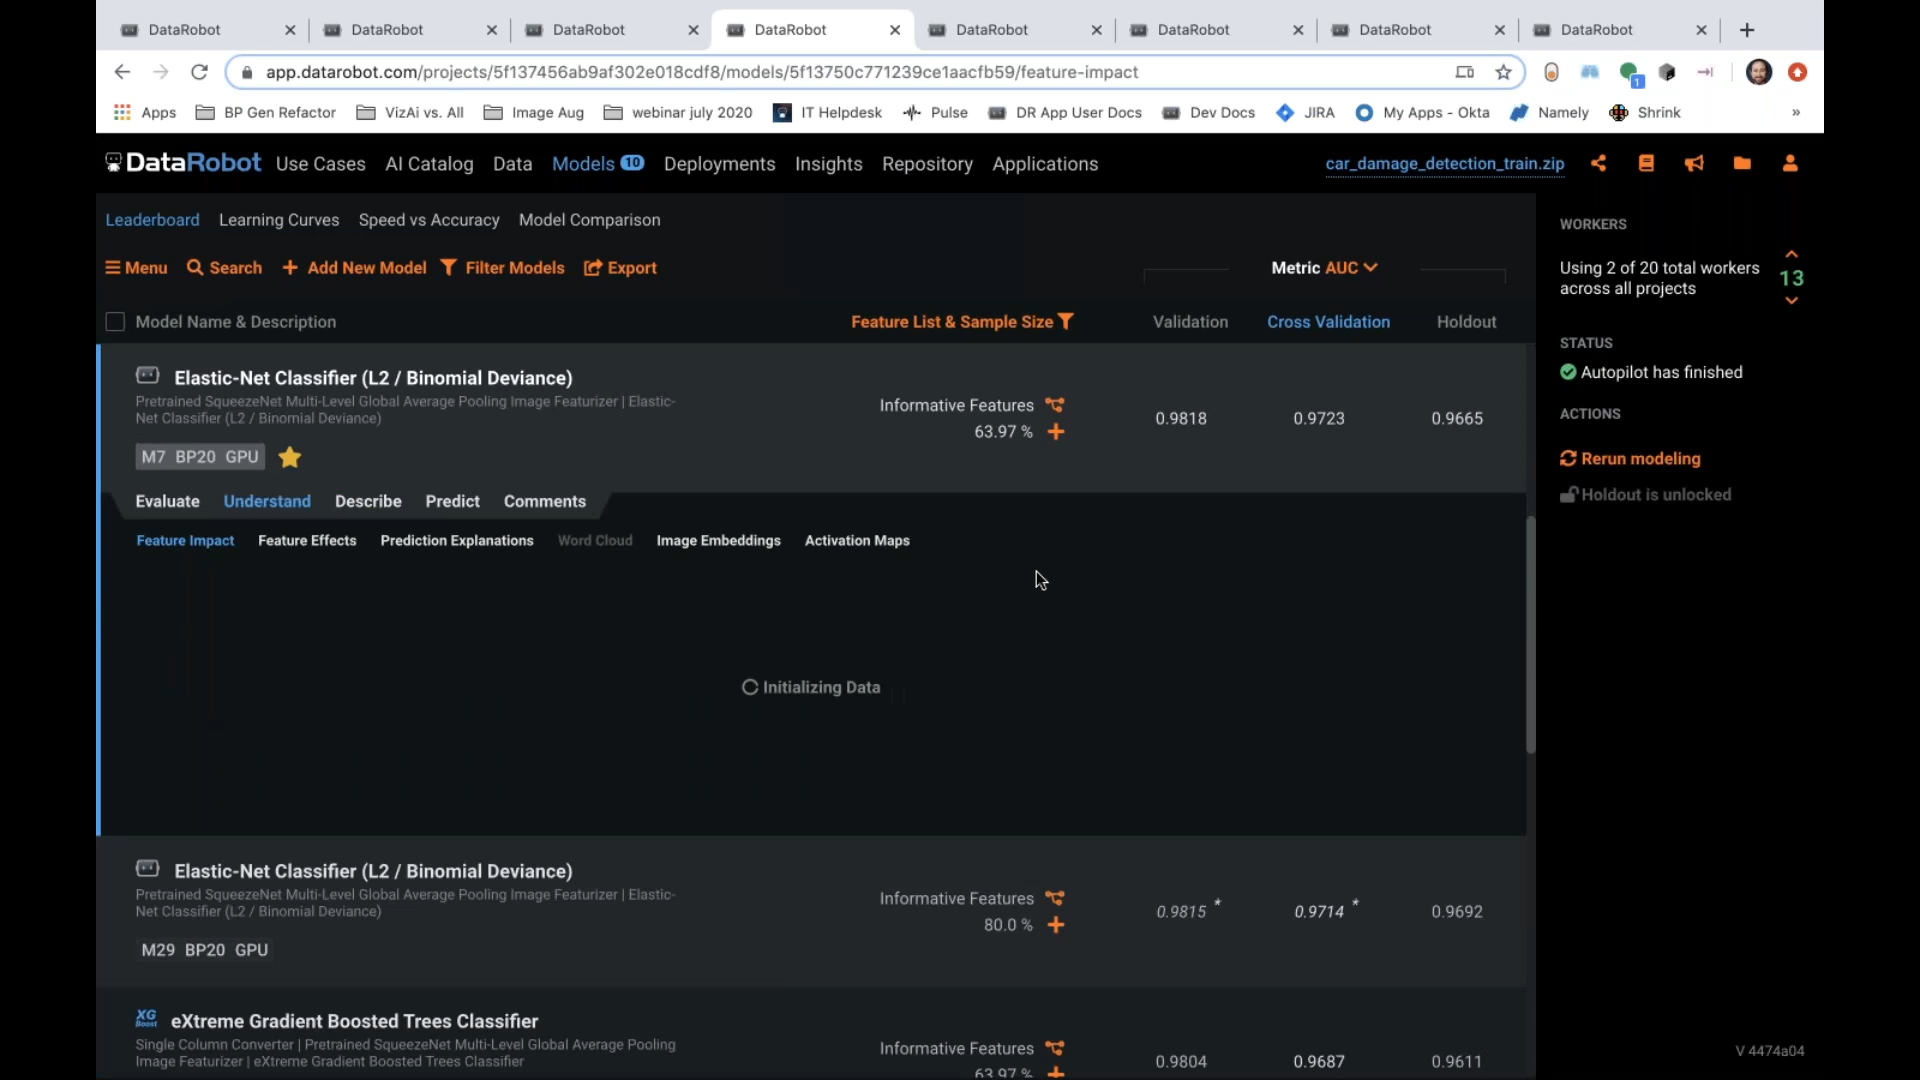 DataRobot DataRobot DataRobot DataRobot DataRobot DataRobot DataRobot DataRobot
app.datarobot.com/projects/5f137456ab9af302e018cdf8/models/5f13750c771239ce1aacfb59/feature-impact
1
Apps BP Gen Refactor VizAi vs. All Image Aug webinar july 2020 IT Helpdesk Pulse DR App User Docs Dev Docs JIRA My Apps - Okta Namely Shrink »
DataRobot Use Cases AI Catalog Data Models 10 Deployments Insights Repository Applications car_damage_detection_train.zip
Leaderboard Learning Curves Speed vs Accuracy Model Comparison
Menu Search Add New Model Filter Models Export Metric AUC
Model Name & Description Feature List & Sample Size Validation Cross Validation Holdout
Elastic-Net Classifier (L2 / Binomial Deviance)
Pretrained SqueezeNet Multi-Level Global Average Pooling Image Featurizer | Elastic-
Net Classifier (L2 / Binomial Deviance)
Informative Features
63.97 %
0.9818 0.9723 0.9665
M7 BP20 GPU
Evaluate Understand Describe Predict Comments
Feature Impact Feature Effects Prediction Explanations Word Cloud Image Embeddings Activation Maps
Initializing Data
Elastic-Net Classifier (L2 / Binomial Deviance)
Pretrained SqueezeNet Multi-Level Global Average Pooling Image Featurizer | Elastic-
Net Classifier (L2 / Binomial Deviance)
Informative Features
80.0 %
0.9815 * 0.9714 * 0.9692
M29 BP20 GPU
XG Boost
eXtreme Gradient Boosted Trees Classifier
Single Column Converter | Pretrained SqueezeNet Multi-Level Global Average Pooling
Image Featurizer | eXtreme Gradient Boosted Trees Classifier
Informative Features
63.97 %
0.9804 0.9687 0.9611
WORKERS
Using 2 of 20 total workers
across all projects
13
STATUS
Autopilot has finished
ACTIONS
Rerun modeling
Holdout is unlocked
V 4474a04